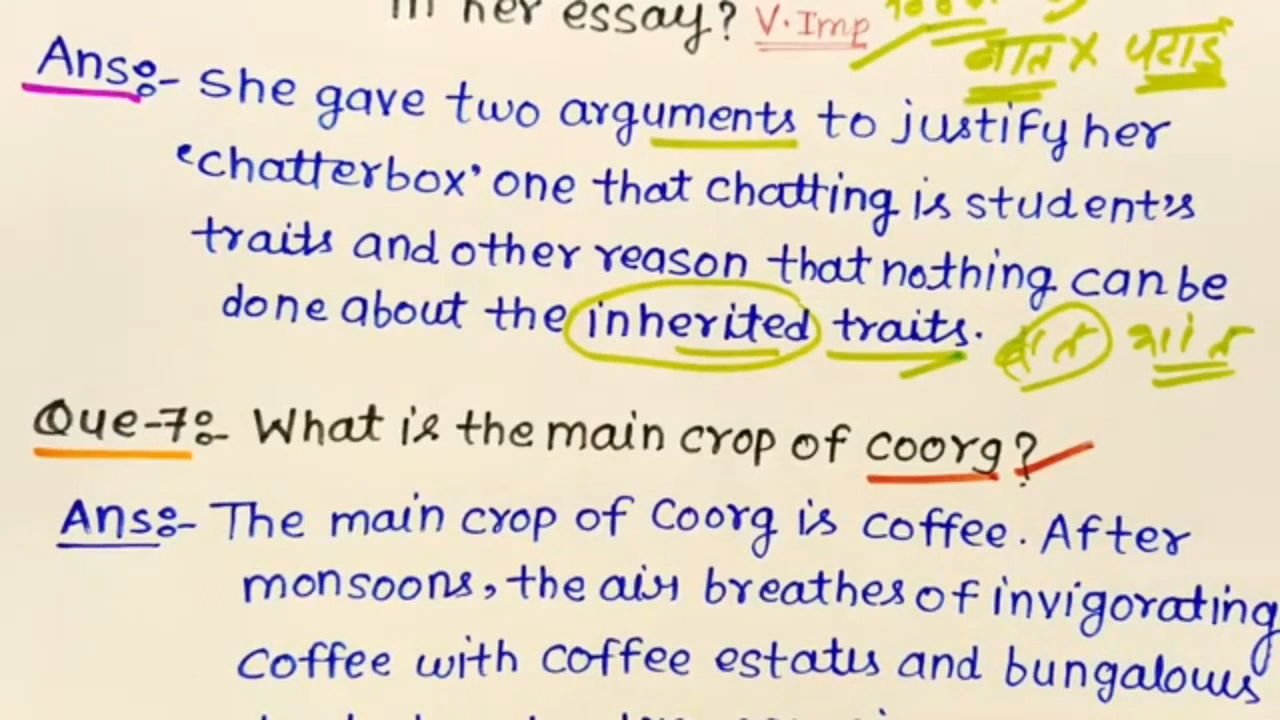 in her essay? V. Imp
बात x पटाई
Ans:- She gave two arguments to justify her
'chatterbox' one that chatting is student's
traits and other reason that nothing can be
done about the inherited traits.
Que-7:- What is the main crop of coorg?
Ans:- The main crop of Coorg is coffee. After
monsoons, the air breathes of invigorating
coffee with coffee estates and bungalows